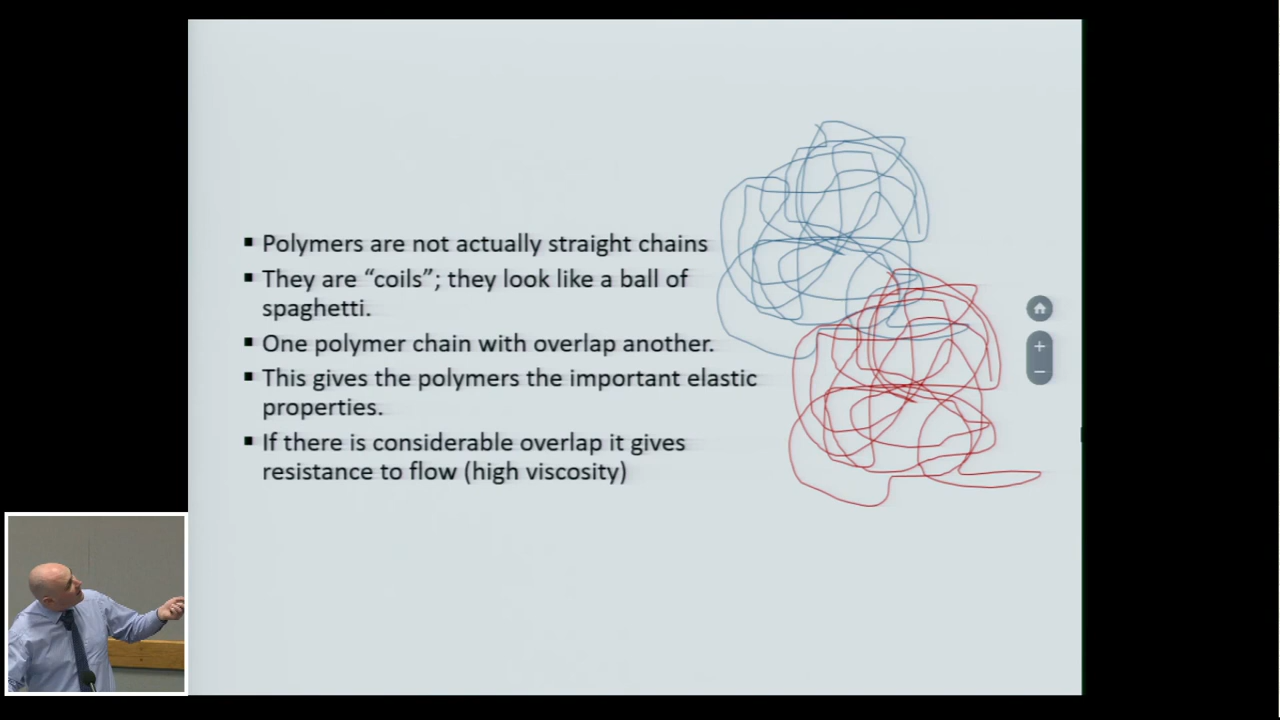 ▪ Polymers are not actually straight chains
▪ They are “coils”; they look like a ball of
spaghetti.
▪ One polymer chain with overlap another.
▪ This gives the polymers the important elastic
properties.
▪ If there is considerable overlap it gives
resistance to flow (high viscosity)